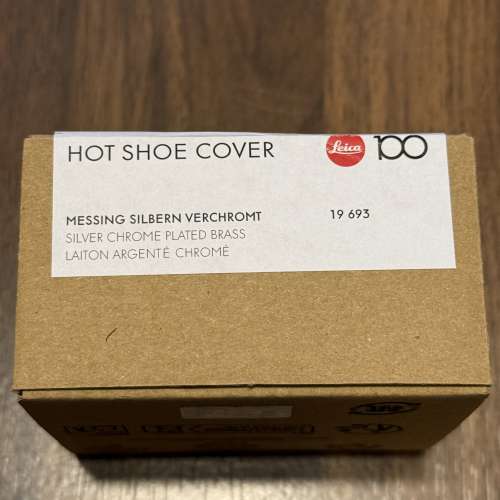 HOT SHOE COVER
Leica 100
MESSING SILBERN VERCHROMT 19 693
SILVER CHROME PLATED BRASS
LAITON ARGENTÉ CHROMÉ